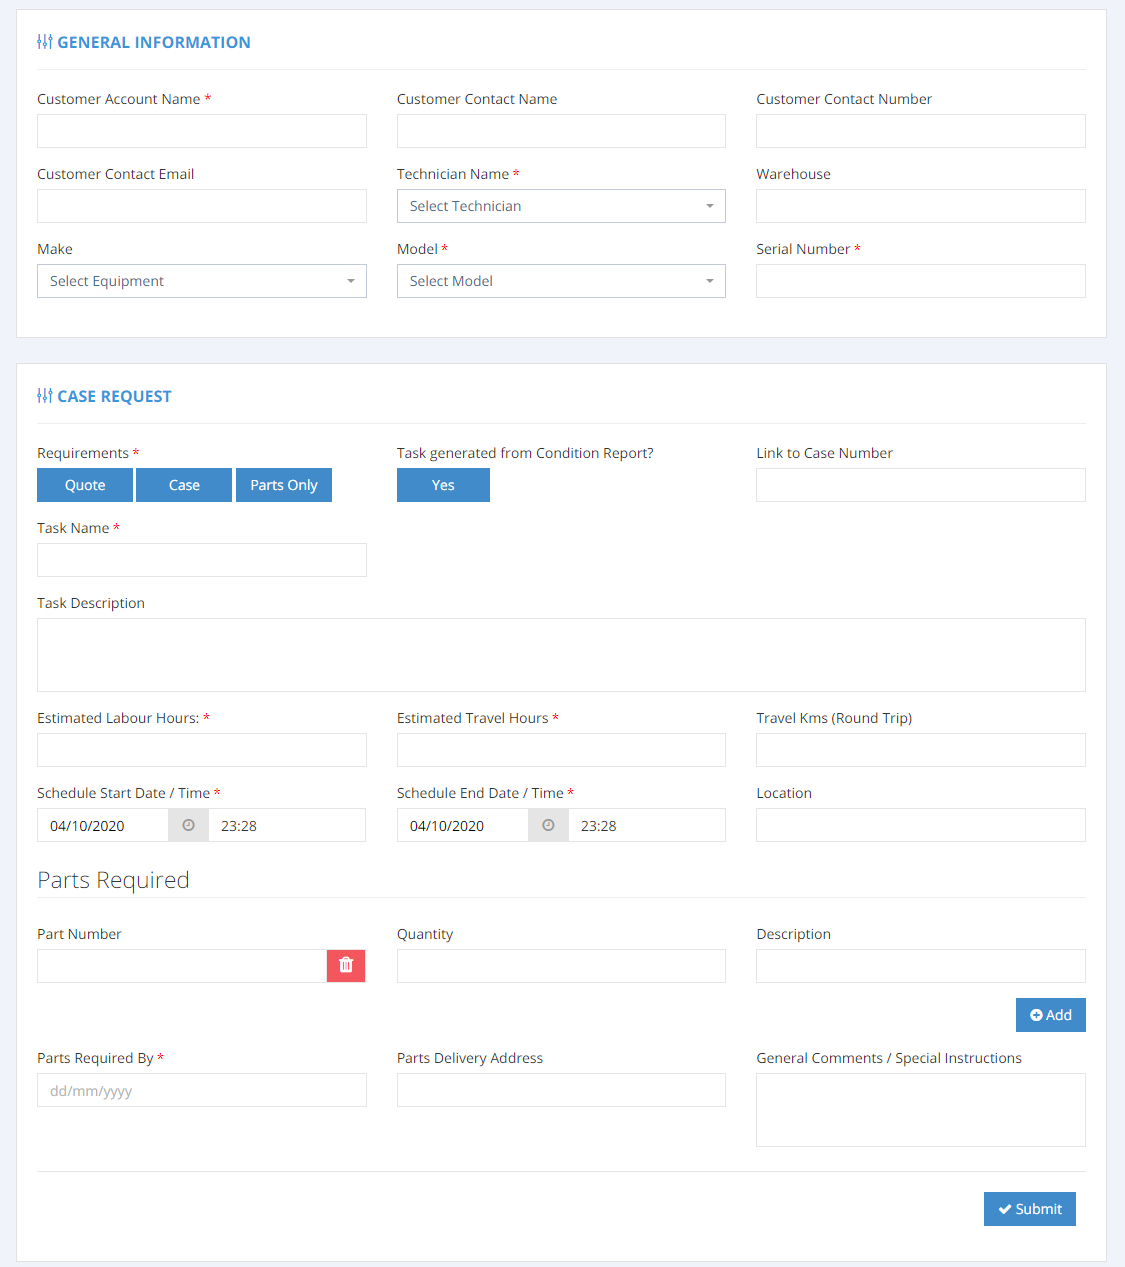 GENERAL INFORMATION
Customer Account Name * Customer Contact Name Customer Contact Number
Customer Contact Email Technician Name * Warehouse
Select Technician
Make Model * Serial Number *
Select Equipment Select Model
CASE REQUEST
Requirements * Task generated from Condition Report? Link to Case Number
Quote Case Parts Only Yes
Task Name *
Task Description
Estimated Labour Hours: * Estimated Travel Hours * Travel Kms (Round Trip)
Schedule Start Date / Time * Schedule End Date / Time * Location
04/10/2020 23:28 04/10/2020 23:28
Parts Required
Part Number Quantity Description
Add
Parts Required By * Parts Delivery Address General Comments / Special Instructions
dd/mm/yyyy
Submit